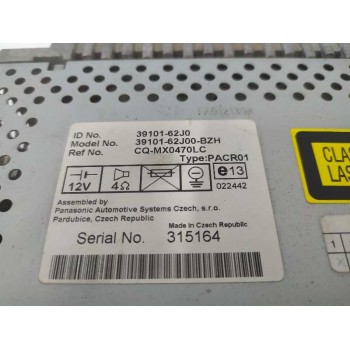 ID No. 39101-62J0
Model No. 39101-62J00-BZH
Ref No. CQ-MX0470LC
Type:PACR01
12V 4Ω e13
022442
Assembled by
Panasonic Automotive Systems Czech, s.r.o.
Pardubice, Czech Republic
Made in Czech Republic
Serial No. 315164
CLAS
LAS
1